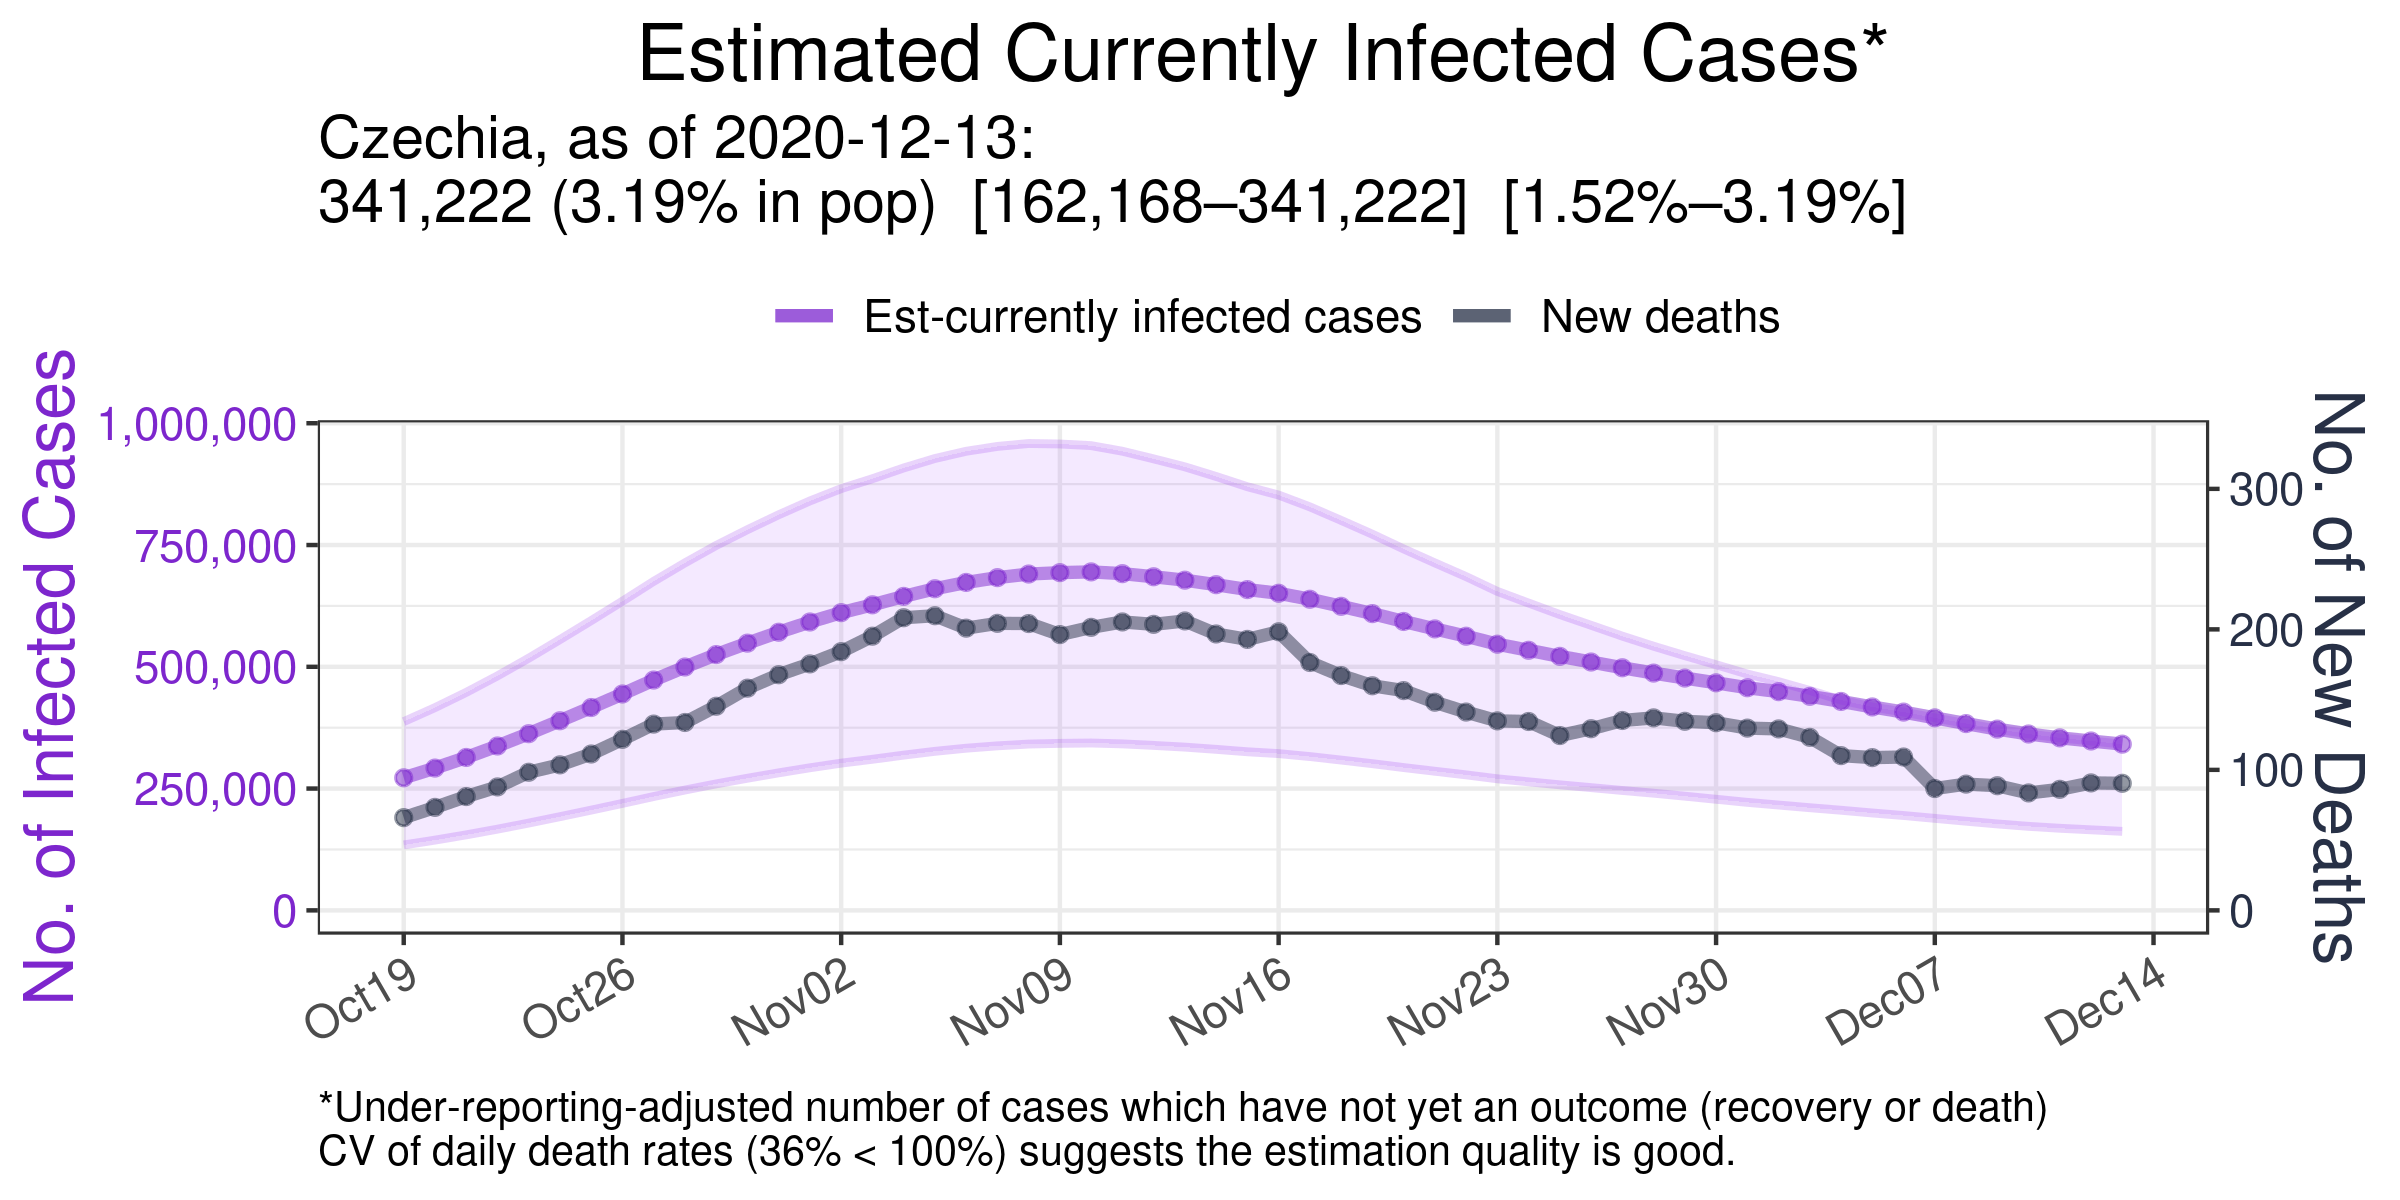 Estimated Currently Infected Cases*
Czechia, as of 2020-12-13:
341,222 (3.19% in pop) [162,168–341,222] [1.52%–3.19%]
Est-currently infected cases
New deaths
No. of Infected Cases
1,000,000
750,000
500,000
250,000
0
No. of New Deaths
300
200
100
0
Oct19
Oct26
Nov02
Nov09
Nov16
Nov23
Nov30
Dec07
Dec14
*Under-reporting-adjusted number of cases which have not yet an outcome (recovery or death)
CV of daily death rates (36% < 100%) suggests the estimation quality is good.